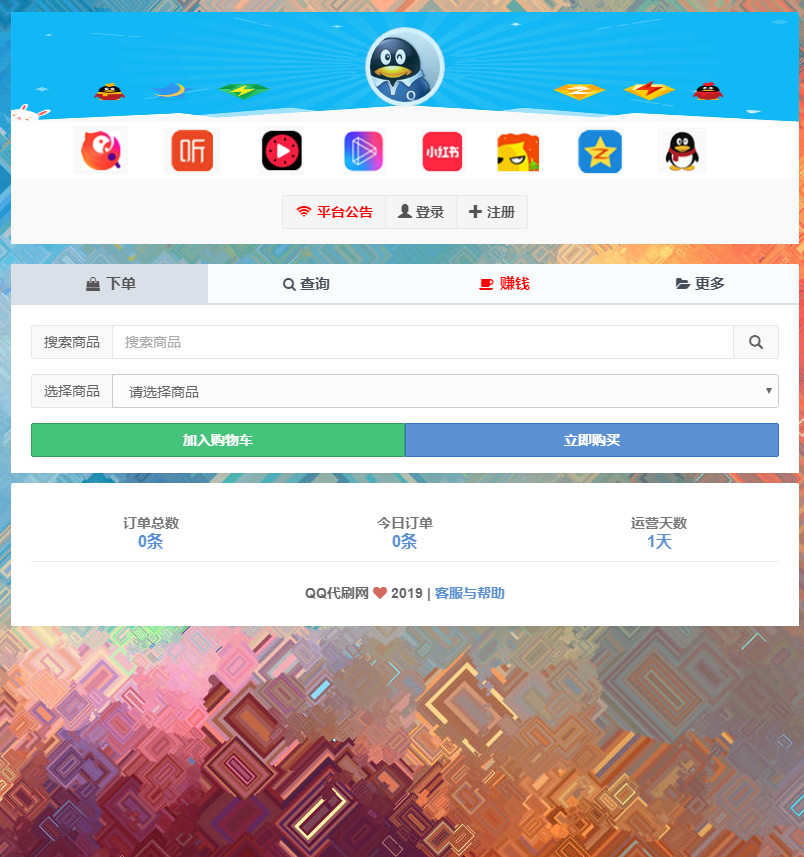 听
小红书
平台公告 登录 注册
下单 查询 赚钱 更多
搜索商品 搜索商品
选择商品 请选择商品
加入购物车 立即购买
订单总数 今日订单 运营天数
0条 0条 1天
QQ代刷网 ❤ 2019 | 客服与帮助